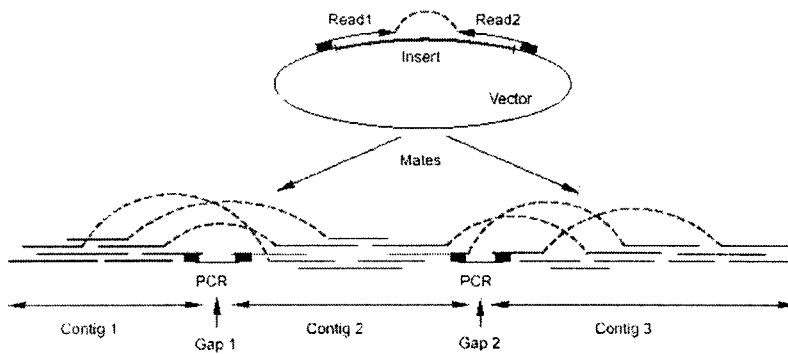 Read1 Read2
Insert
Vector
Mates
PCR PCR
Contig 1 Contig 2 Contig 3
Gap 1 Gap 2